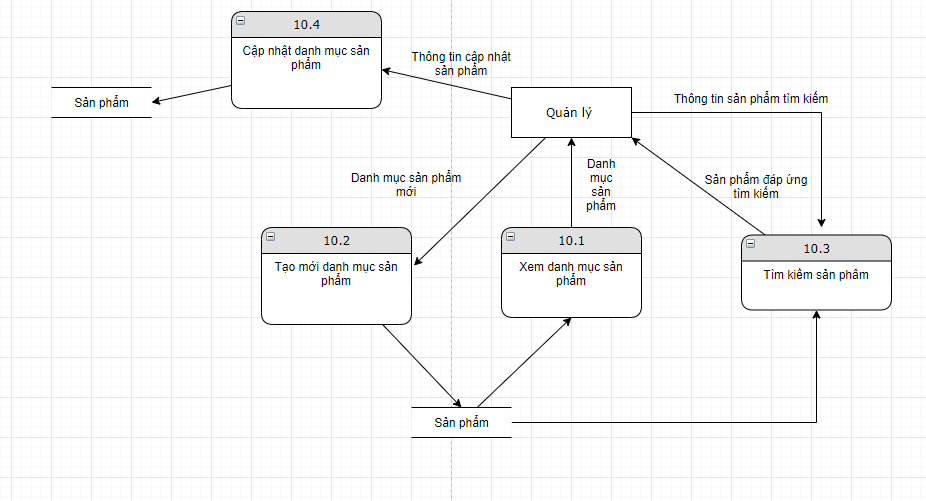 10.4
Cập nhật danh mục sản
phẩm
Thông tin cập nhật
sản phẩm
Sản phẩm
Quản lý
Thông tin sản phẩm tìm kiếm
Danh mục sản phẩm
mới
Danh
mục
sản
phẩm
Sản phẩm đáp ứng
tìm kiếm
10.2
Tạo mới danh mục sản
phẩm
10.1
Xem danh mục sản
phẩm
10.3
Tìm kiếm sản phẩm
Sản phẩm